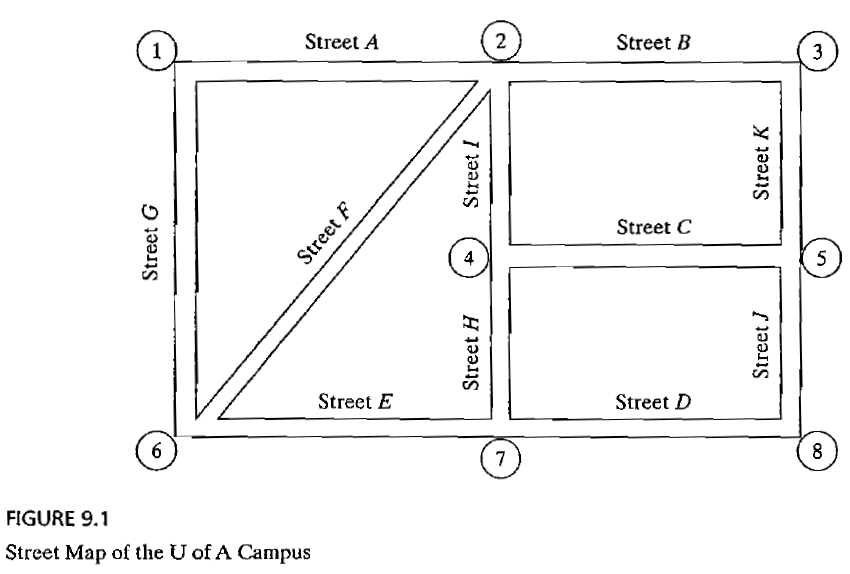 1
Street A
2
Street B
3
Street G
Street F
Street I
Street K
Street C
4
5
Street H
Street J
Street E
Street D
6
7
8
FIGURE 9.1
Street Map of the U of A Campus